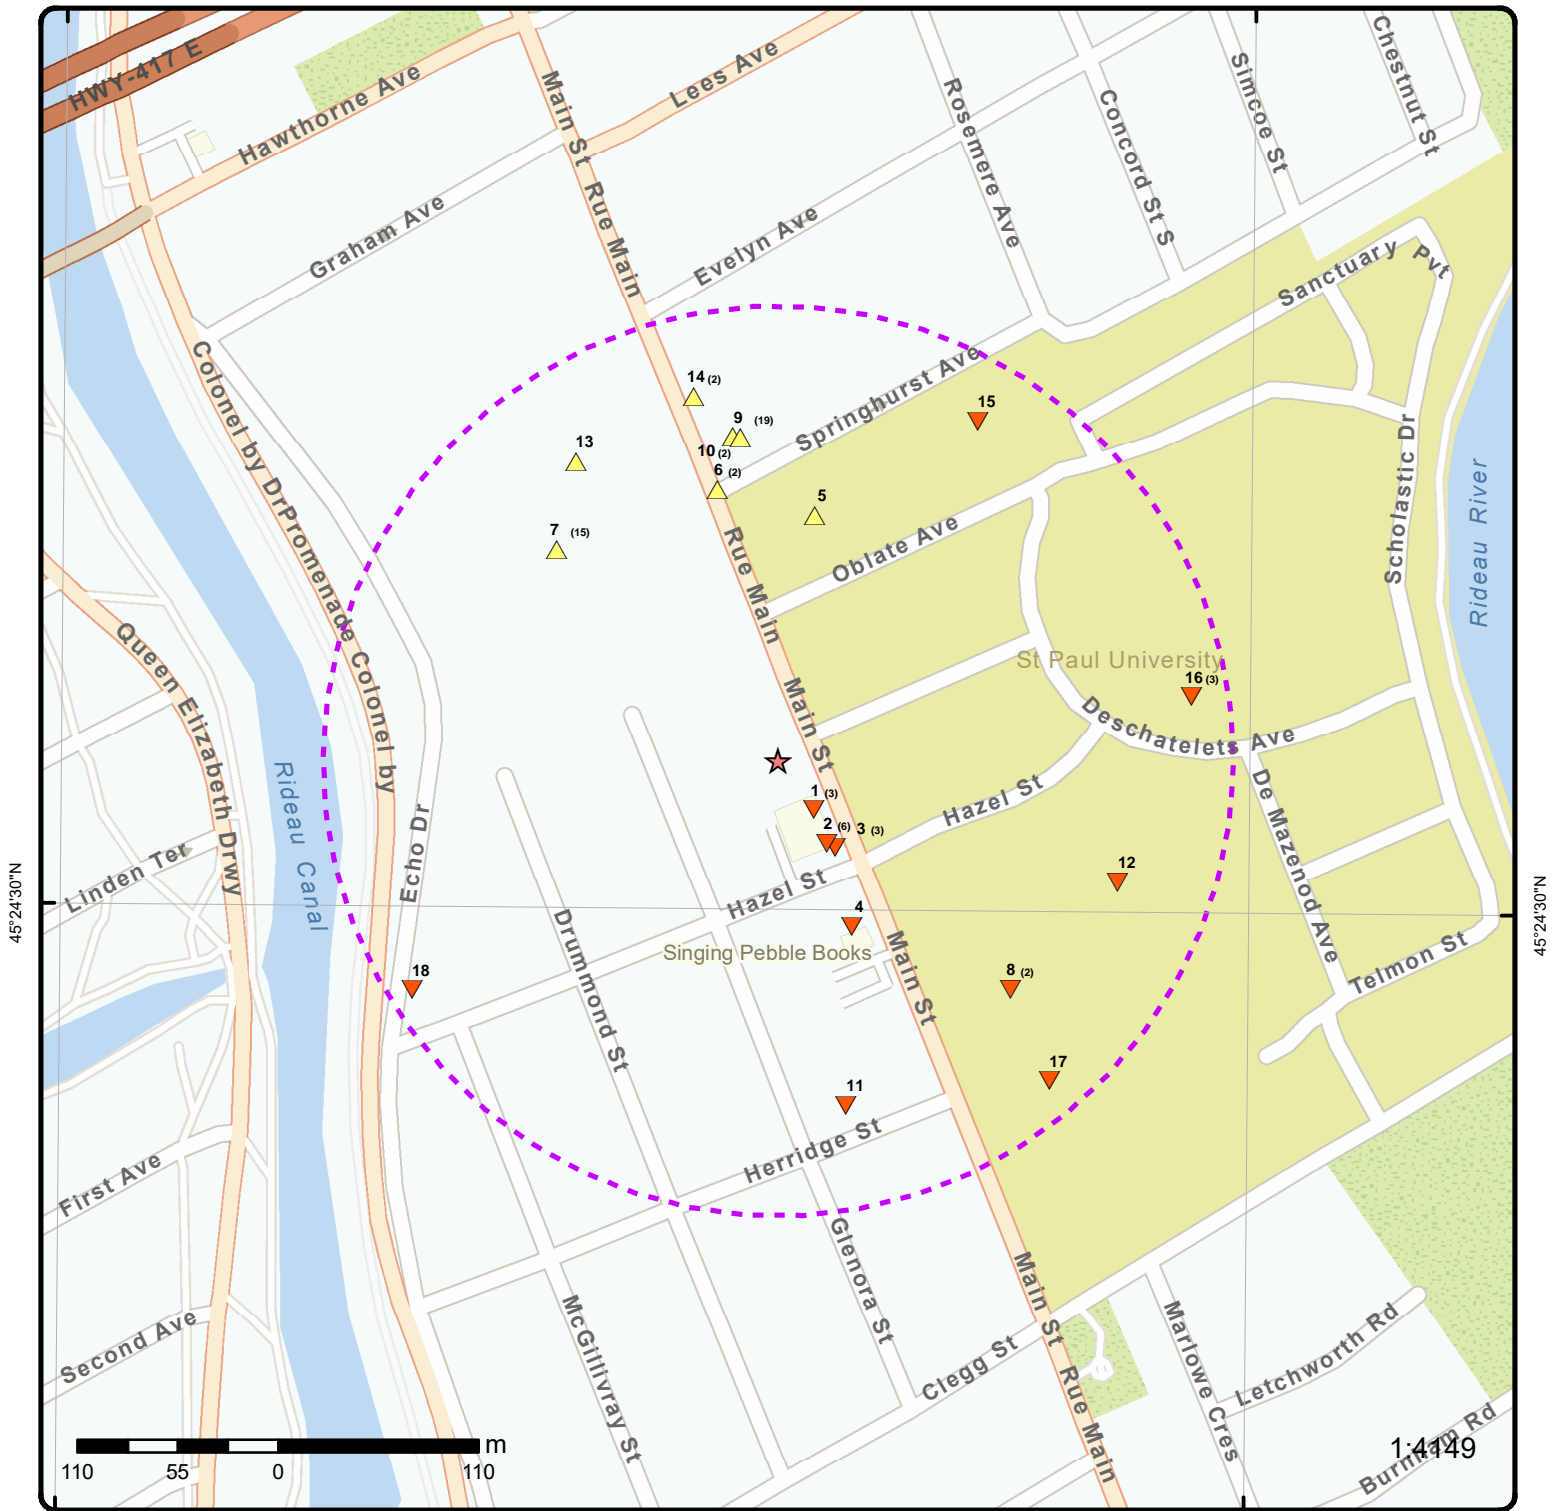 HWY-417 E
Hawthorne Ave
Main St
Lees Ave
Rosemere Ave
Concord St S
Simcoe St
Chestnut St
Graham Ave
Rue Main
Evelyn Ave
Sanctuary Pvt
Colonel by Dr
Promenade Colonel by
14 (2)
9 (19)
10 (2)
6 (2)
13
7 (15)
5
15
Springhurst Ave
Oblate Ave
Rue Main
Scholastic Dr
Rideau River
Queen Elizabeth Drwy
St Paul University
16 (3)
Main St
Deschatelets Ave
Rideau Canal
Echo Dr
1 (3)
2 (6)
3 (3)
Hazel St
De Mazenod Ave
12
Linden Ter
Hazel St
45°24'30"N
45°24'30"N
4
Singing Pebble Books
Main St
Drummond St
18
8 (2)
Telmon St
17
11
Herridge St
First Ave
Glenora St
Main St
Second Ave
McGillivray St
Clegg St
Rue Main
Marlowe Cres
Letchworth Rd
Burnham Rd
1:4149
m
110 55 0 110